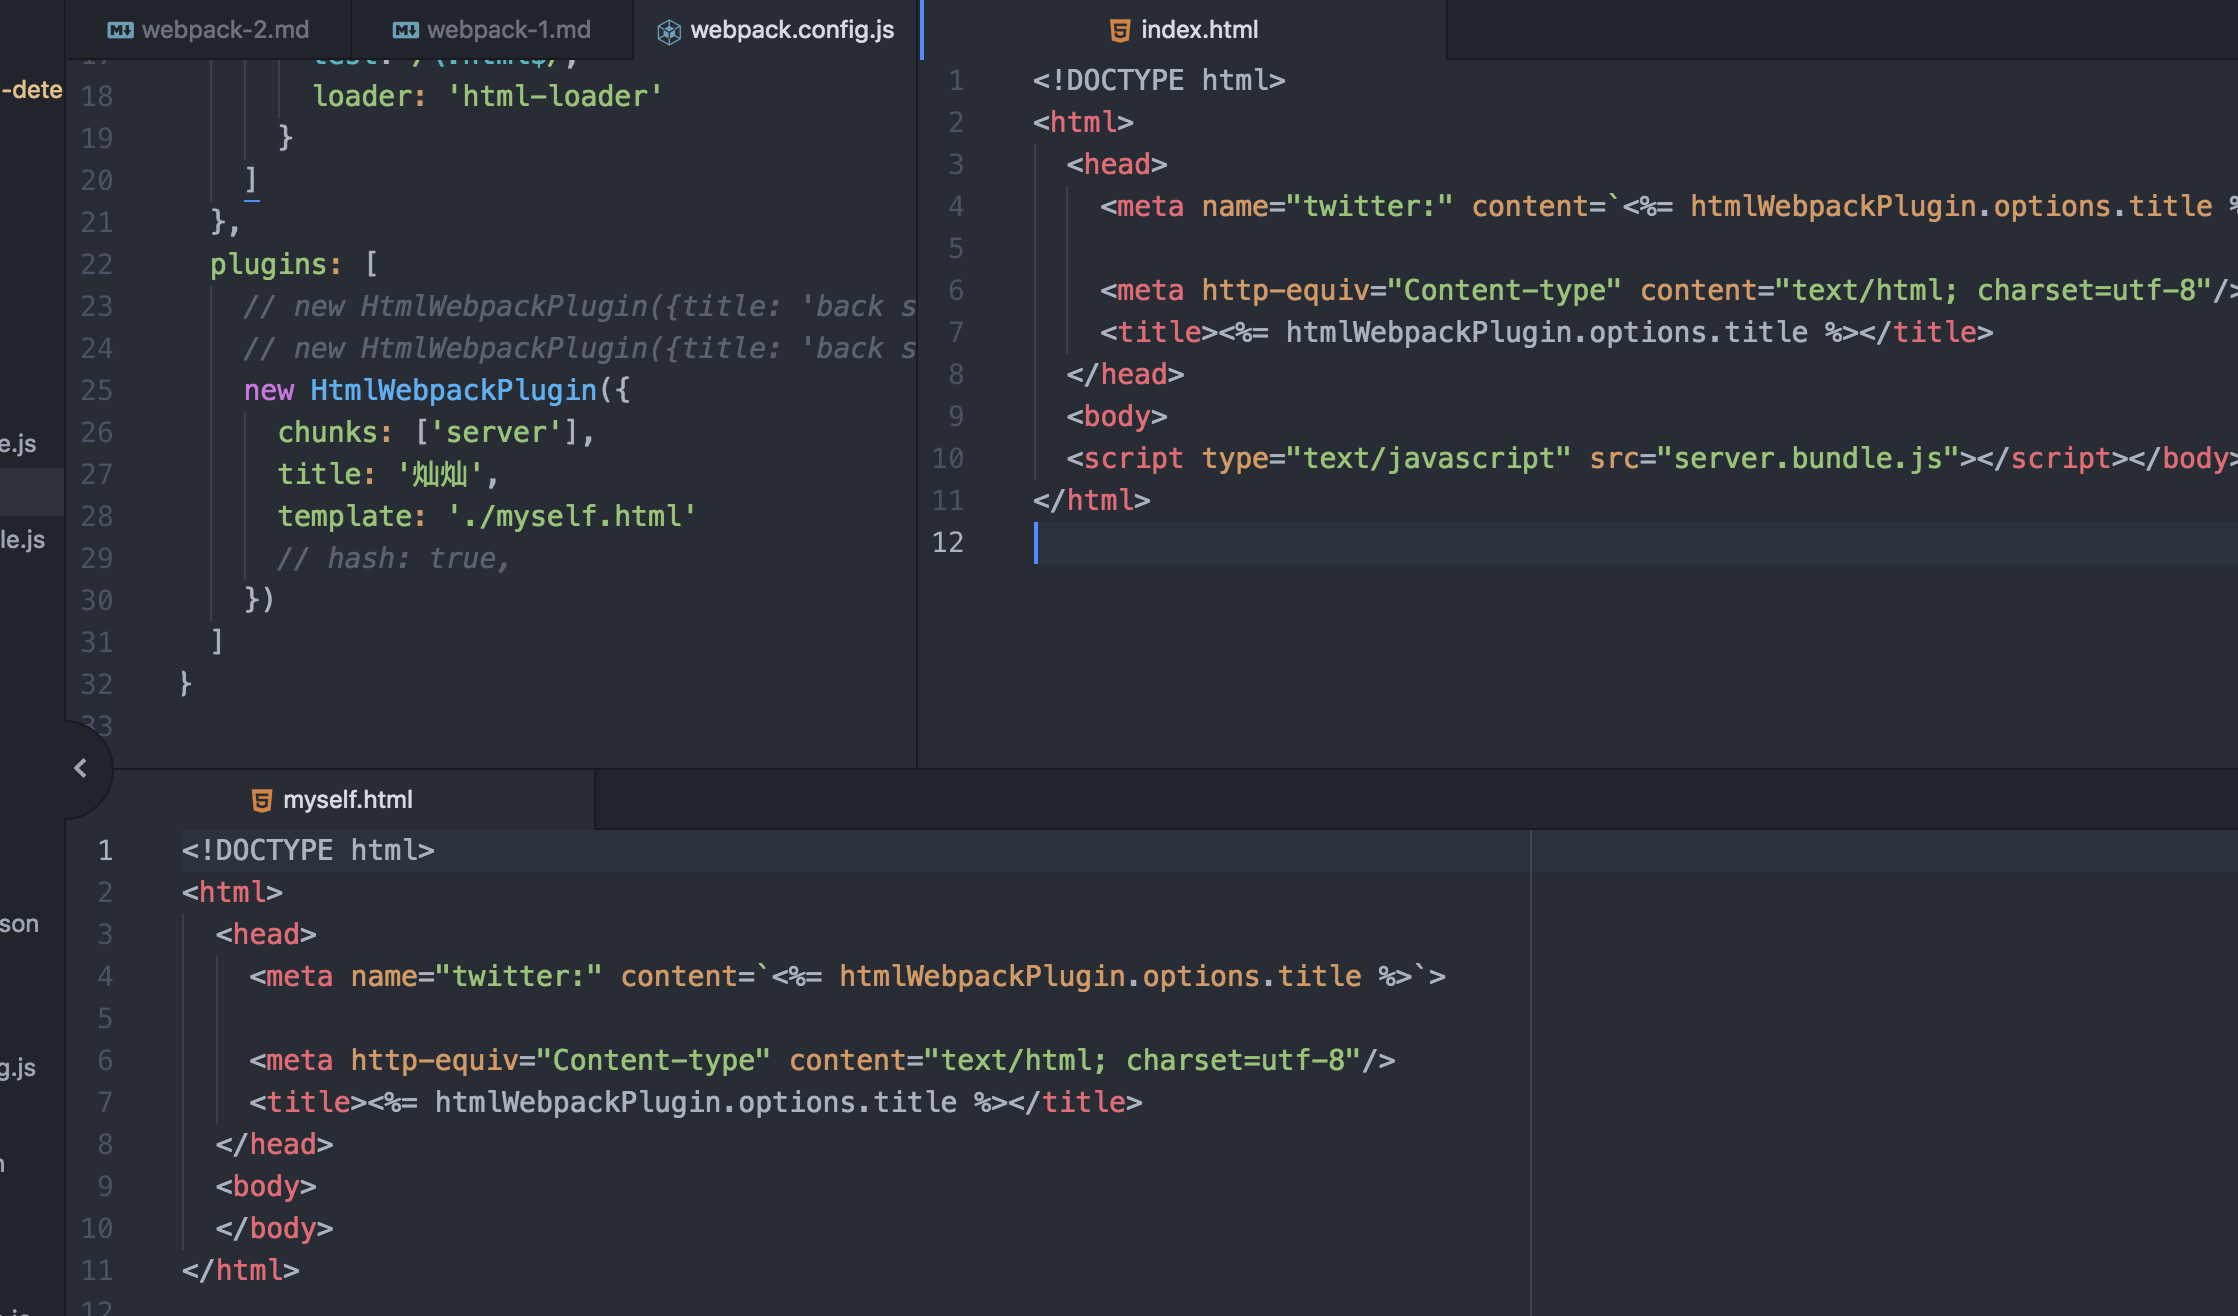 webpack-2.md
webpack-1.md
webpack.config.js
index.html
-dete
e.js
le.js
son
g.js
18 loader: 'html-loader'
19 }
20 ]
21 },
22 plugins: [
23 // new HtmlWebpackPlugin({title: 'back s
24 // new HtmlWebpackPlugin({title: 'back s
25 new HtmlWebpackPlugin({
26 chunks: ['server'],
27 title: '灿灿',
28 template: './myself.html'
29 // hash: true,
30 })
31 ]
32 }
33
1 <!DOCTYPE html>
2 <html>
3 <head>
4 <meta name="twitter:" content=`<%= htmlWebpackPlugin.options.title %
5
6 <meta http-equiv="Content-type" content="text/html; charset=utf-8"/>
7 <title><%= htmlWebpackPlugin.options.title %></title>
8 </head>
9 <body>
10 <script type="text/javascript" src="server.bundle.js"></script></body>
11 </html>
12
myself.html
1 <!DOCTYPE html>
2 <html>
3 <head>
4 <meta name="twitter:" content=`<%= htmlWebpackPlugin.options.title %>`>
5
6 <meta http-equiv="Content-type" content="text/html; charset=utf-8"/>
7 <title><%= htmlWebpackPlugin.options.title %></title>
8 </head>
9 <body>
10 </body>
11 </html>
12